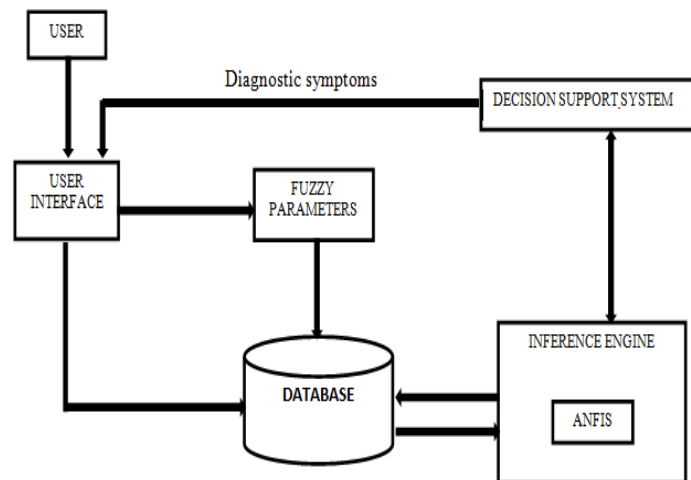 USER
Diagnostic symptoms
DECISION SUPPORT SYSTEM
USER
INTERFACE
FUZZY
PARAMETERS
INFERENCE ENGINE
DATABASE
ANFIS